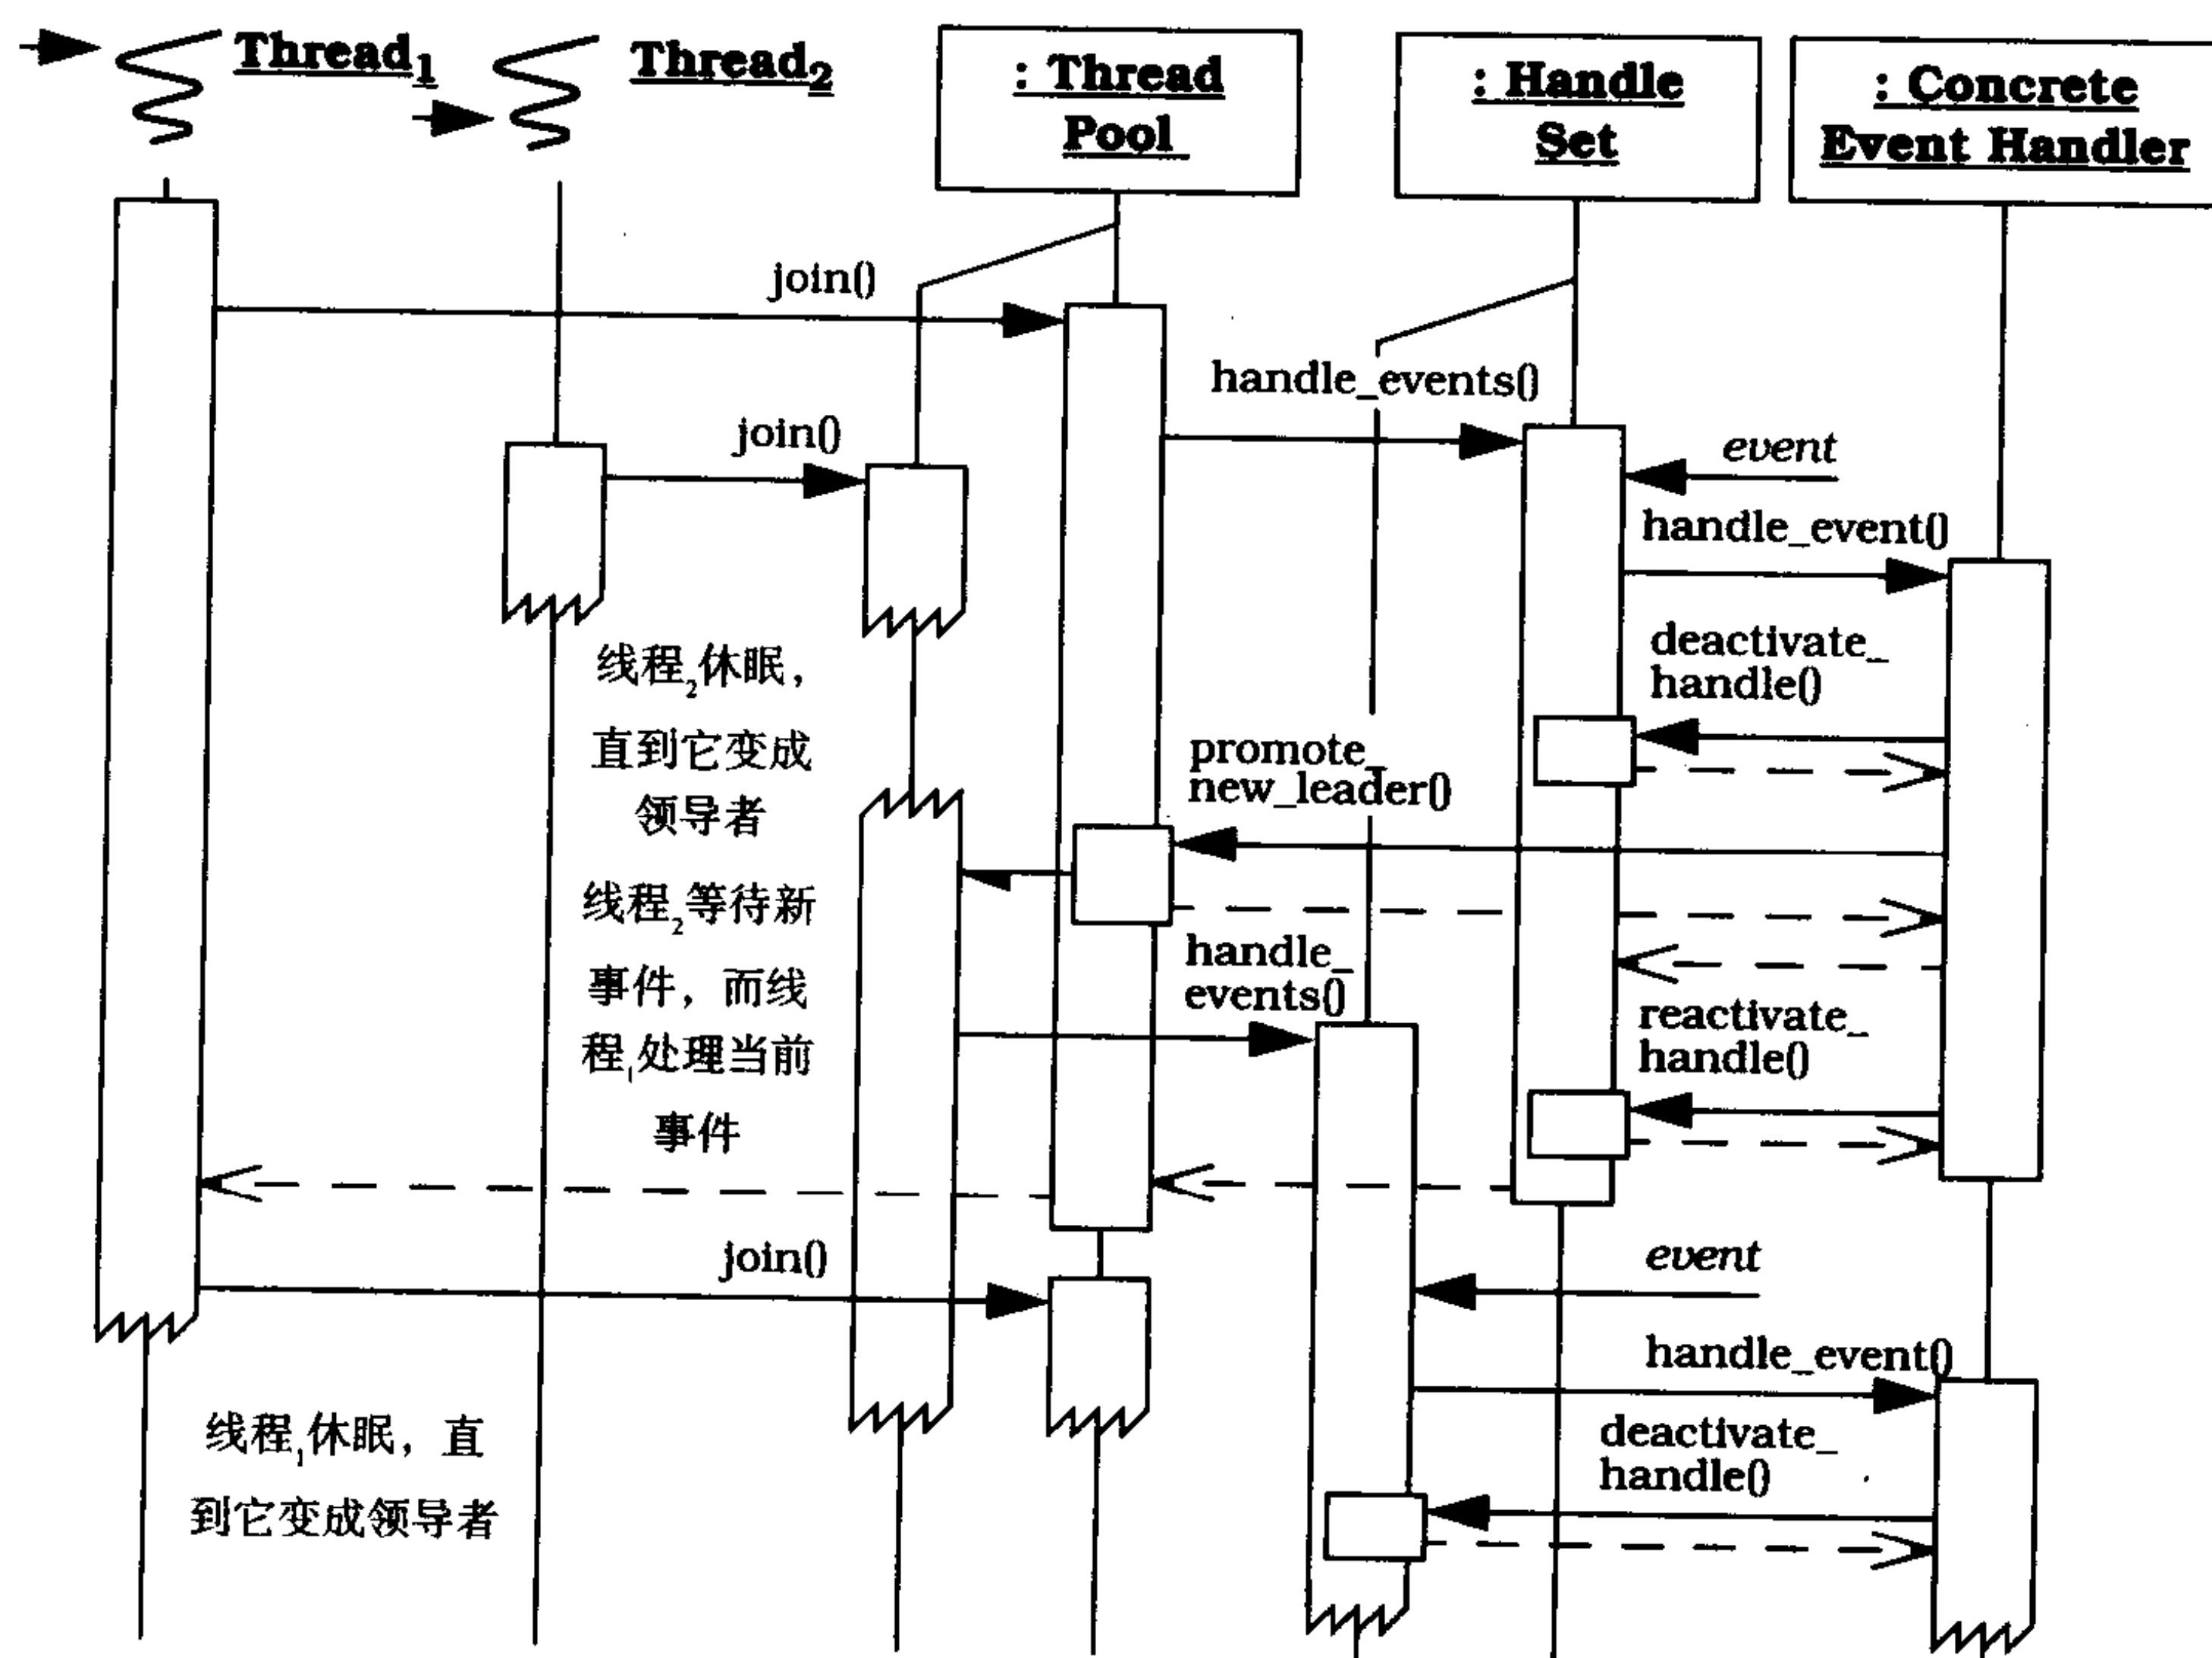 Thread₁
Thread₂
: Thread
Pool
: Handle
Set
: Concrete
Event Handler
join()
handle_events()
join()
event
handle_event()
deactivate_
handle()
线程₂休眠，
直到它变成
领导者
promote_
new_leader()
线程₂等待新
事件，而线
程₁处理当前
事件
handle_
events()
reactivate_
handle()
join()
event
handle_event()
线程₁休眠，直
到它变成领导者
deactivate_
handle()